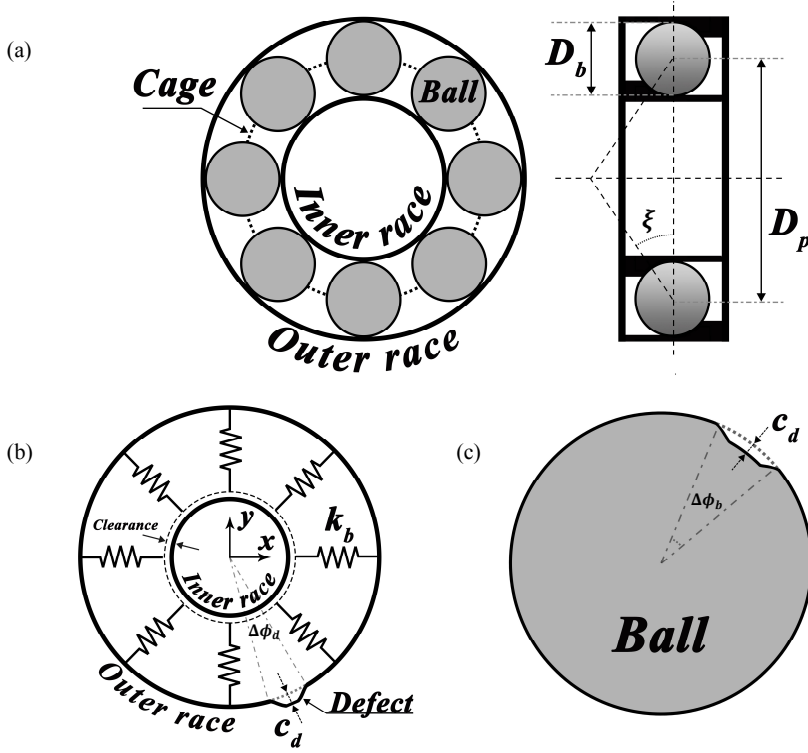 (a)
Cage
Ball
Inner race
Outer race
D_b
D_p
ξ
(b)
Clearance
y
x
k_b
Inner race
Δϕ_d
Outer race
Defect
c_d
(c)
c_d
Δϕ_b
Ball